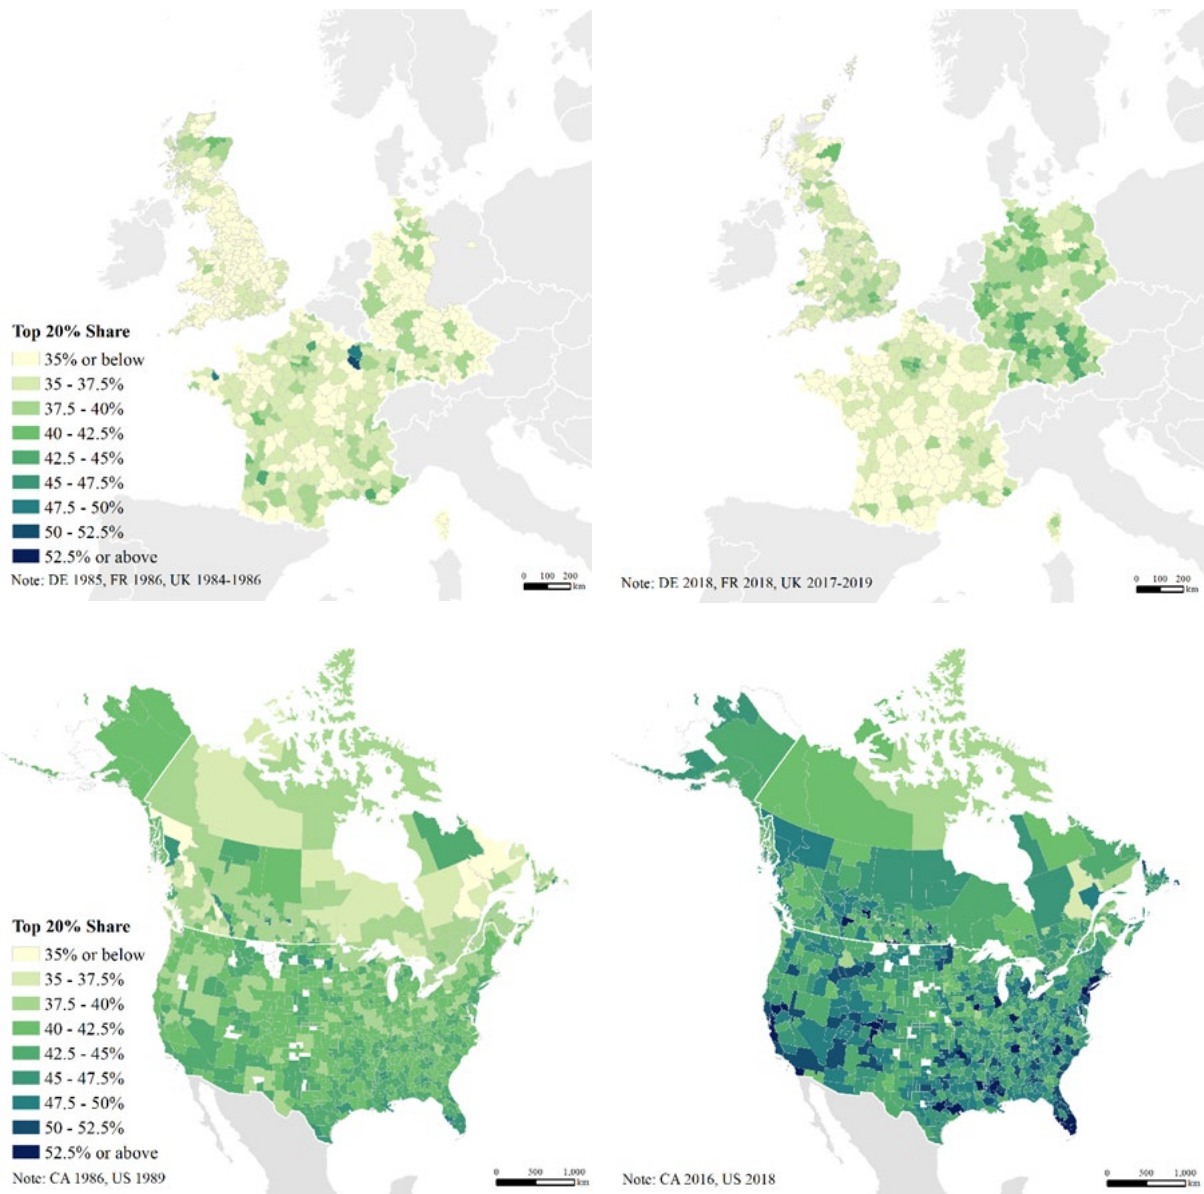 Top 20% Share
35% or below
35 - 37.5%
37.5 - 40%
40 - 42.5%
42.5 - 45%
45 - 47.5%
47.5 - 50%
50 - 52.5%
52.5% or above
Note: DE 1985, FR 1986, UK 1984-1986
0 100 200
km
Note: DE 2018, FR 2018, UK 2017-2019
0 100 200
km
Top 20% Share
35% or below
35 - 37.5%
37.5 - 40%
40 - 42.5%
42.5 - 45%
45 - 47.5%
47.5 - 50%
50 - 52.5%
52.5% or above
Note: CA 1986, US 1989
0 500 1,000
km
Note: CA 2016, US 2018
0 500 1,000
km